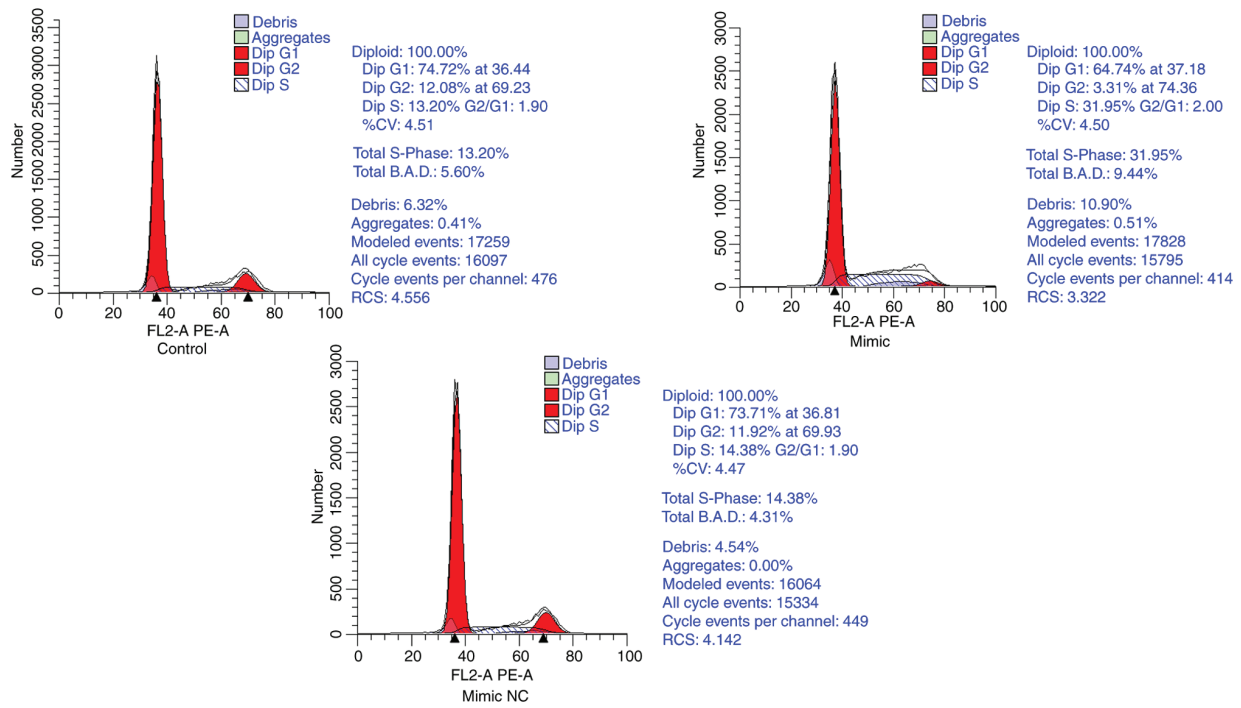 Number
3500
3000
2500
2000
1500
1000
500
0
0 20 40 60 80 100
FL2-A PE-A
Control
Debris
Aggregates
Dip G1
Dip G2
Dip S
Diploid: 100.00%
Dip G1: 74.72% at 36.44
Dip G2: 12.08% at 69.23
Dip S: 13.20% G2/G1: 1.90
%CV: 4.51
Total S-Phase: 13.20%
Total B.A.D.: 5.60%
Debris: 6.32%
Aggregates: 0.41%
Modeled events: 17259
All cycle events: 16097
Cycle events per channel: 476
RCS: 4.556
Number
3000
2500
2000
1500
1000
500
0
0 20 40 60 80 100
FL2-A PE-A
Mimic
Debris
Aggregates
Dip G1
Dip G2
Dip S
Diploid: 100.00%
Dip G1: 64.74% at 37.18
Dip G2: 3.31% at 74.36
Dip S: 31.95% G2/G1: 2.00
%CV: 4.50
Total S-Phase: 31.95%
Total B.A.D.: 9.44%
Debris: 10.90%
Aggregates: 0.51%
Modeled events: 17828
All cycle events: 15795
Cycle events per channel: 414
RCS: 3.322
Number
3000
2500
2000
1500
1000
500
0
0 20 40 60 80 100
FL2-A PE-A
Mimic NC
Debris
Aggregates
Dip G1
Dip G2
Dip S
Diploid: 100.00%
Dip G1: 73.71% at 36.81
Dip G2: 11.92% at 69.93
Dip S: 14.38% G2/G1: 1.90
%CV: 4.47
Total S-Phase: 14.38%
Total B.A.D.: 4.31%
Debris: 4.54%
Aggregates: 0.00%
Modeled events: 16064
All cycle events: 15334
Cycle events per channel: 449
RCS: 4.142